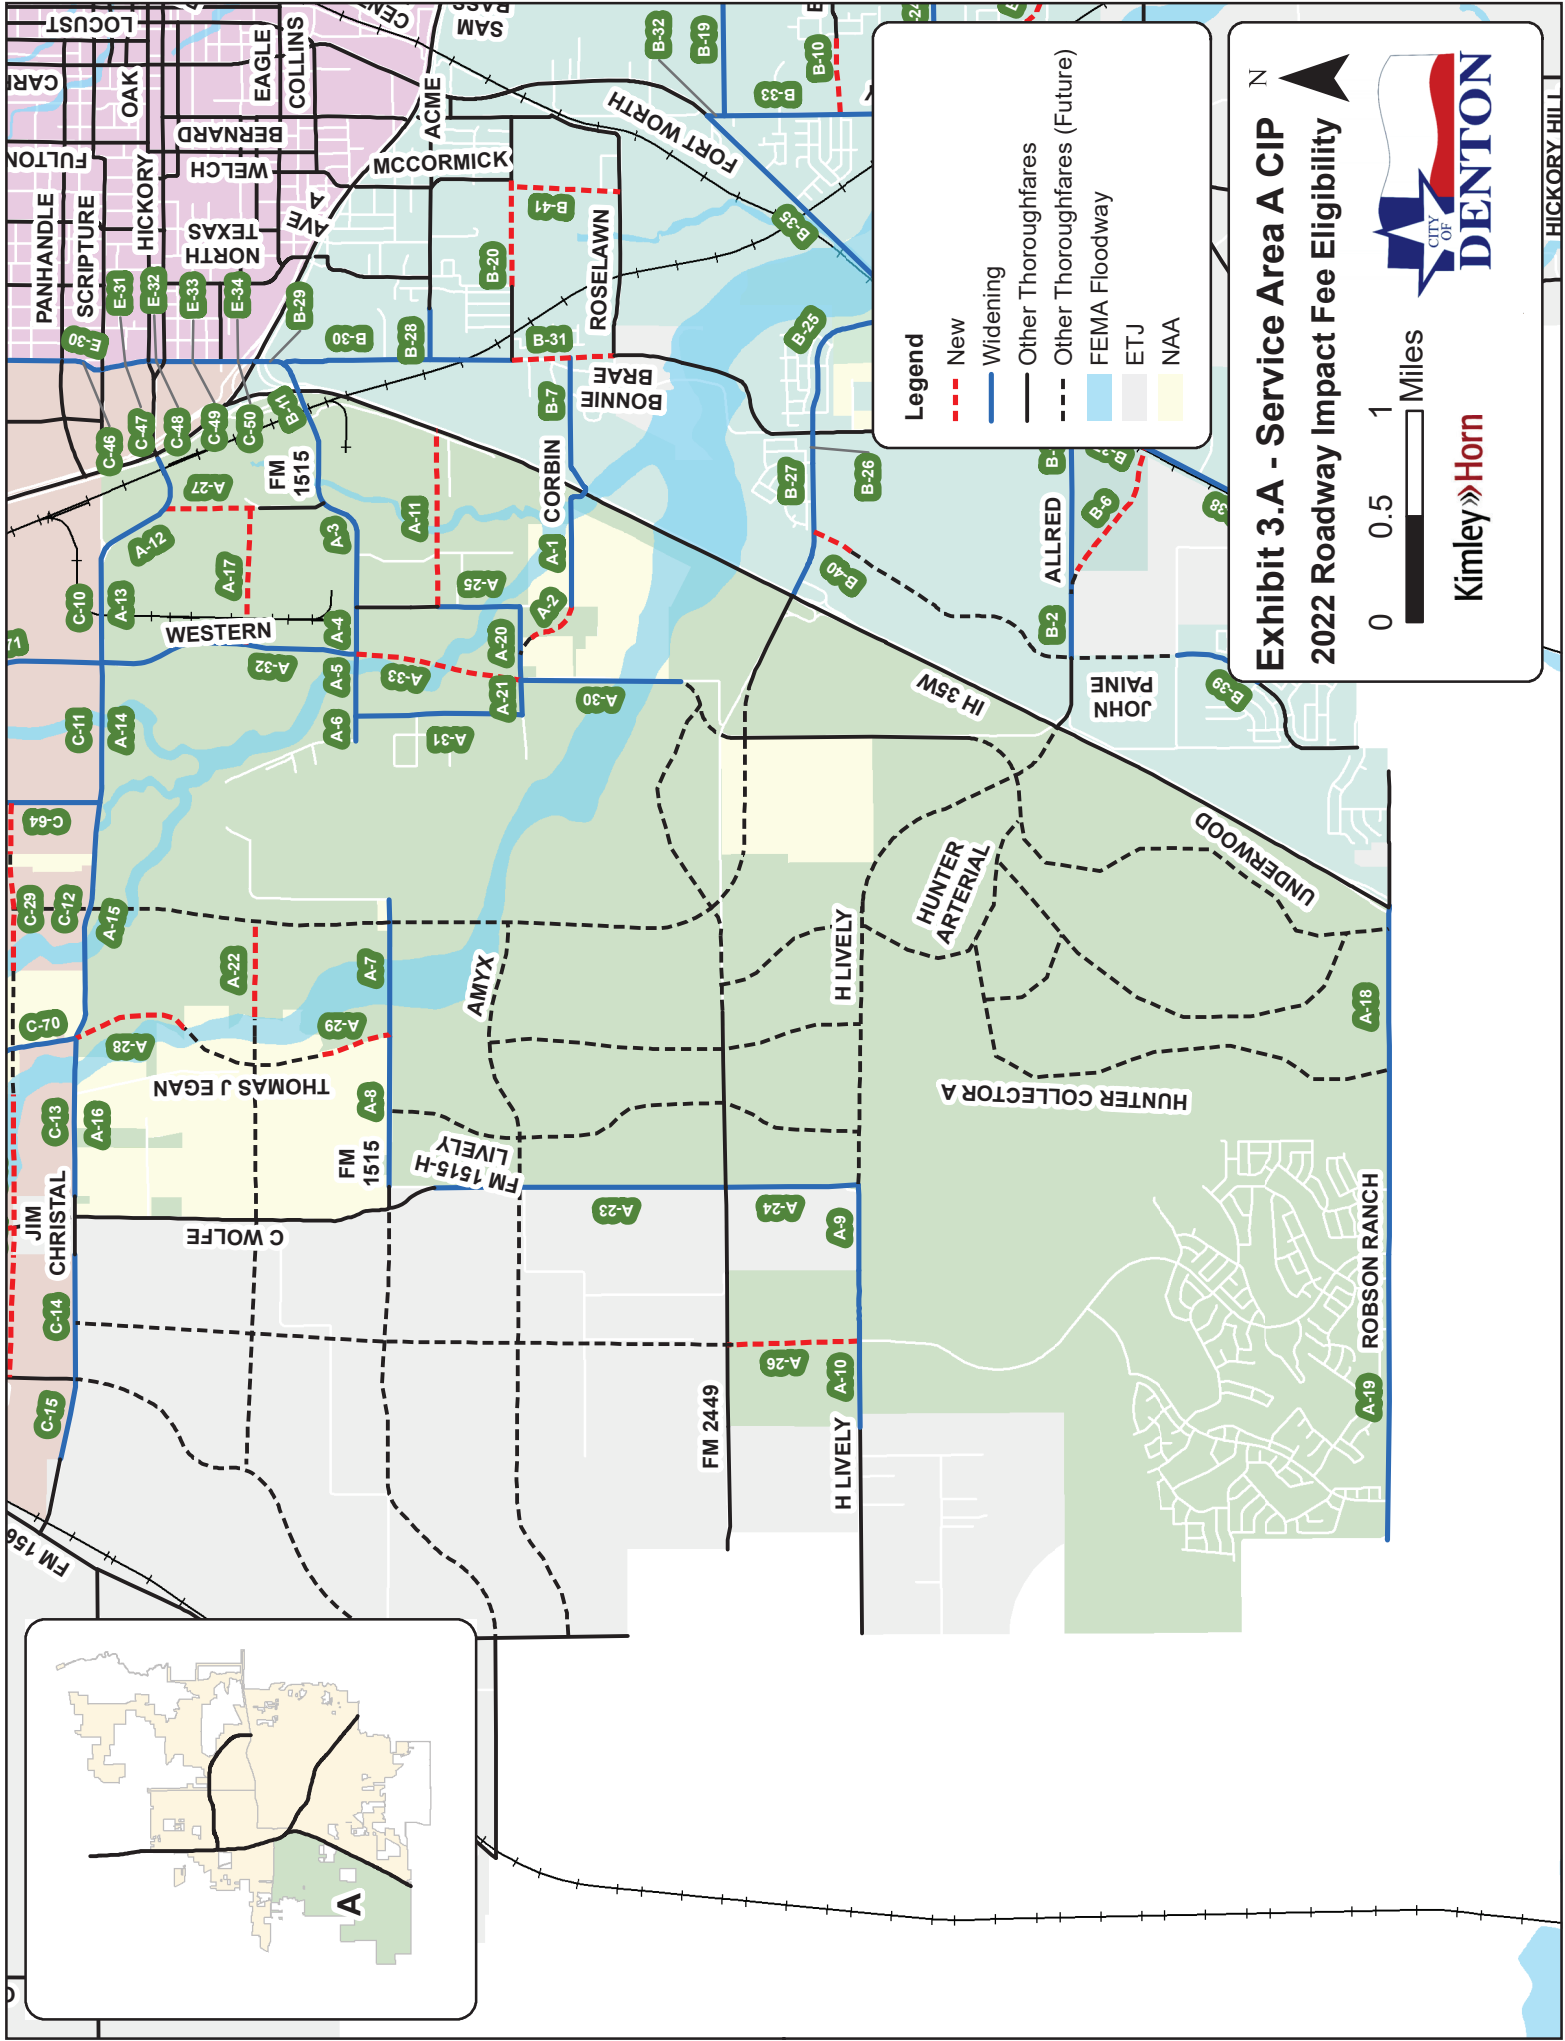 Exhibit 3.A - Service Area A CIP
2022 Roadway Impact Fee Eligibility
N
CITY
OF
DENTON
0
0.5
1
Miles
Kimley»Horn
Legend
New
Widening
Other Thoroughfares
Other Thoroughfares (Future)
FEMA Floodway
ETJ
NAA
A
FM 156
C-15
C-14
JIM
CHRISTAL
C-13
C-70
C-29
C-12
C-64
C-11
C-10
C-46
C-47
C-48
C-49
C-50
A-16
A-28
A-15
A-14
A-13
A-12
A-27
A-17
A-22
A-29
A-7
A-8
THOMAS J EGAN
C WOLFE
FM
1515
FM 1515-H
LIVELY
AMYX
A-32
WESTERN
A-3
A-4
A-5
A-6
A-33
A-31
A-25
A-11
A-20
A-21
A-2
A-1
A-30
CORBIN
FM
1515
B-11
B-7
BONNIE
BRAE
B-31
B-30
B-28
B-29
E-30
E-31
E-32
E-33
E-34
PANHANDLE
SCRIPTURE
HICKORY
FULTON
OAK
LOCUST
EAGLE
COLLINS
BERNARD
WELCH
NORTH
TEXAS
AVE
A
ACME
MCCORMICK
SAM
BASS
B-20
B-41
ROSELAWN
FORT WORTH
B-32
B-19
B-33
B-10
B-35
B-25
B-26
B-27
B-40
B-6
B-2
ALLRED
JOHN
PAINE
B-39
IH 35W
UNDERWOOD
HUNTER
ARTERIAL
HUNTER COLLECTOR A
H LIVELY
A-23
A-24
A-9
A-26
A-10
H LIVELY
FM 2449
A-18
ROBSON RANCH
A-19
HICKORY HILL